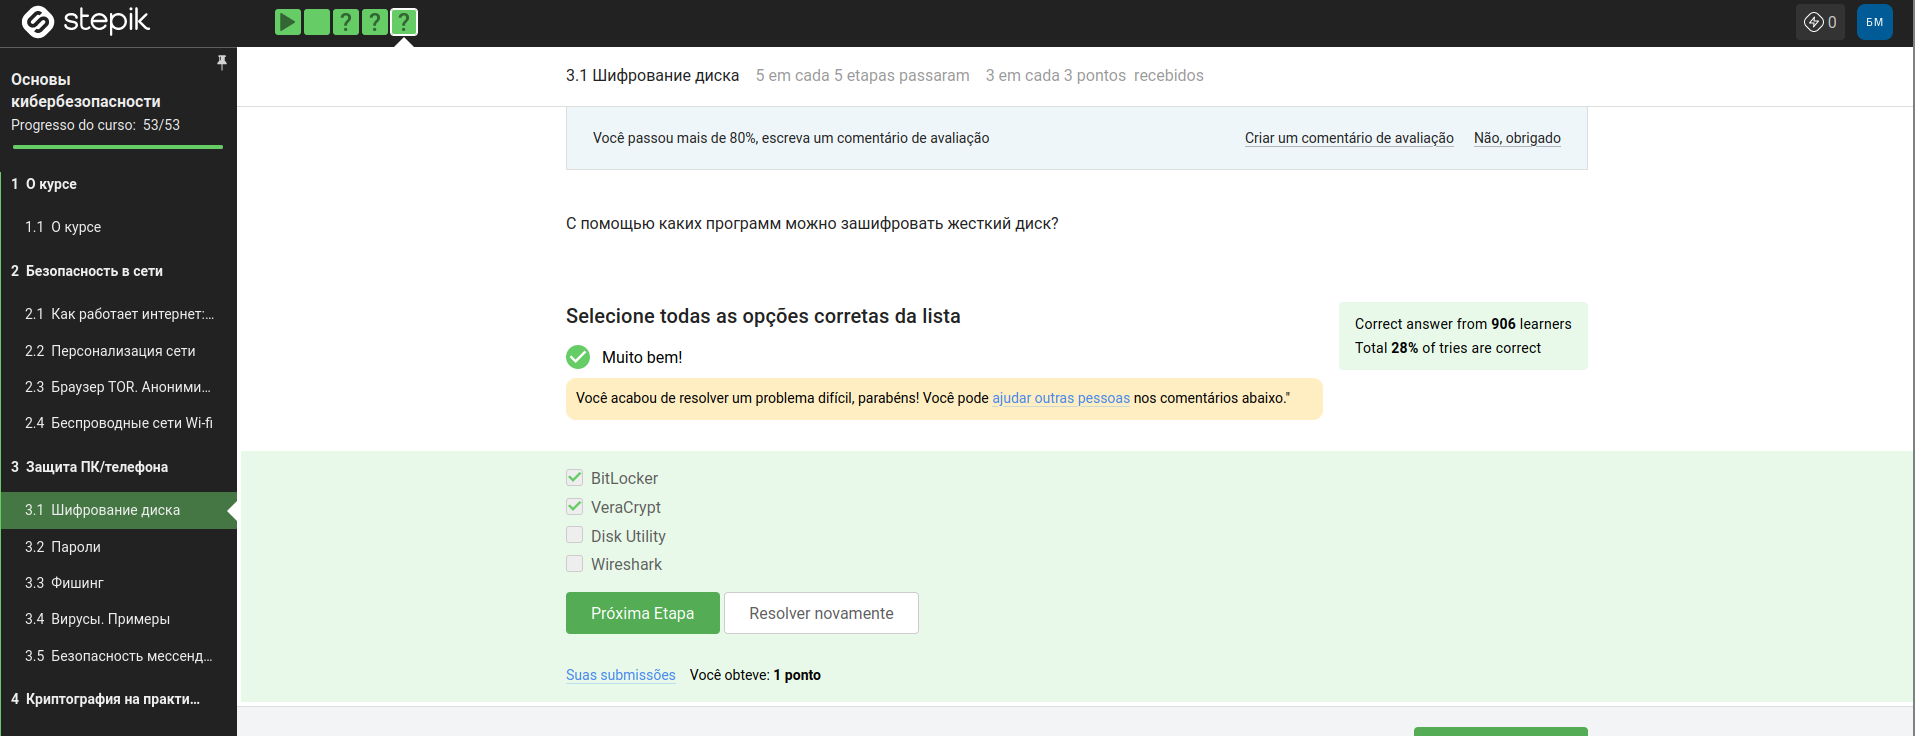 stepik
? ? ?
0
БМ
Основы
кибербезопасности
Progresso do curso: 53/53
1 О курсе
1.1 О курсе
2 Безопасность в сети
2.1 Как работает интернет:...
2.2 Персонализация сети
2.3 Браузер TOR. Аноними...
2.4 Беспроводные сети Wi-fi
3 Защита ПК/телефона
3.1 Шифрование диска
3.2 Пароли
3.3 Фишинг
3.4 Вирусы. Примеры
3.5 Безопасность мессенд...
4 Криптография на практи...
3.1 Шифрование диска 5 em cada 5 etapas passaram 3 em cada 3 pontos recebidos
Você passou mais de 80%, escreva um comentário de avaliação
Criar um comentário de avaliação Não, obrigado
С помощью каких программ можно зашифровать жесткий диск?
Selecione todas as opções corretas da lista
Muito bem!
Você acabou de resolver um problema difícil, parabéns! Você pode ajudar outras pessoas nos comentários abaixo."
Correct answer from 906 learners
Total 28% of tries are correct
BitLocker
VeraCrypt
Disk Utility
Wireshark
Próxima Etapa
Resolver novamente
Suas submissões Você obteve: 1 ponto